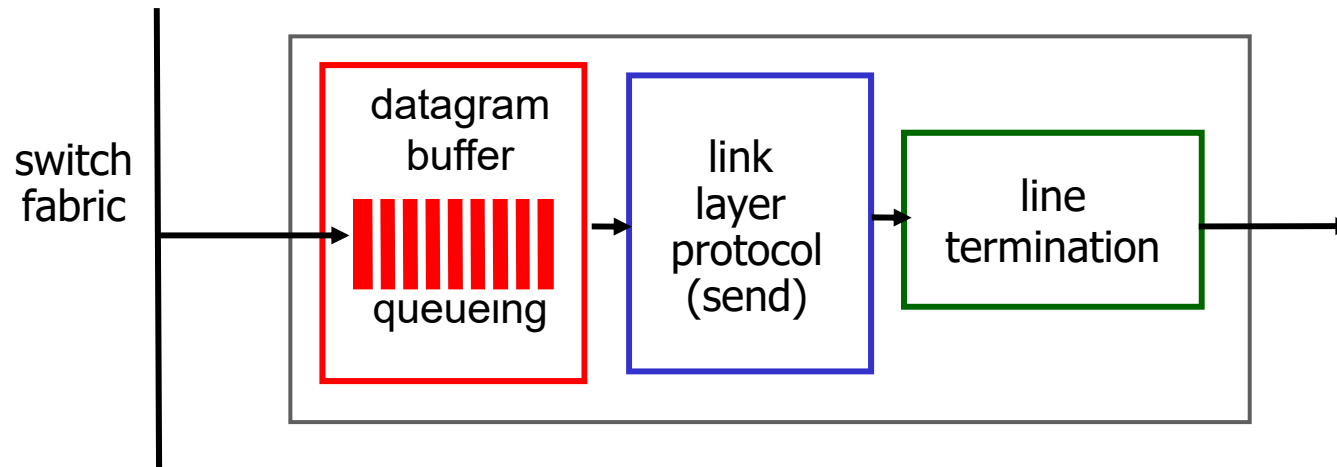 switch
fabric
datagram
buffer
queueing
link
layer
protocol
(send)
line
termination